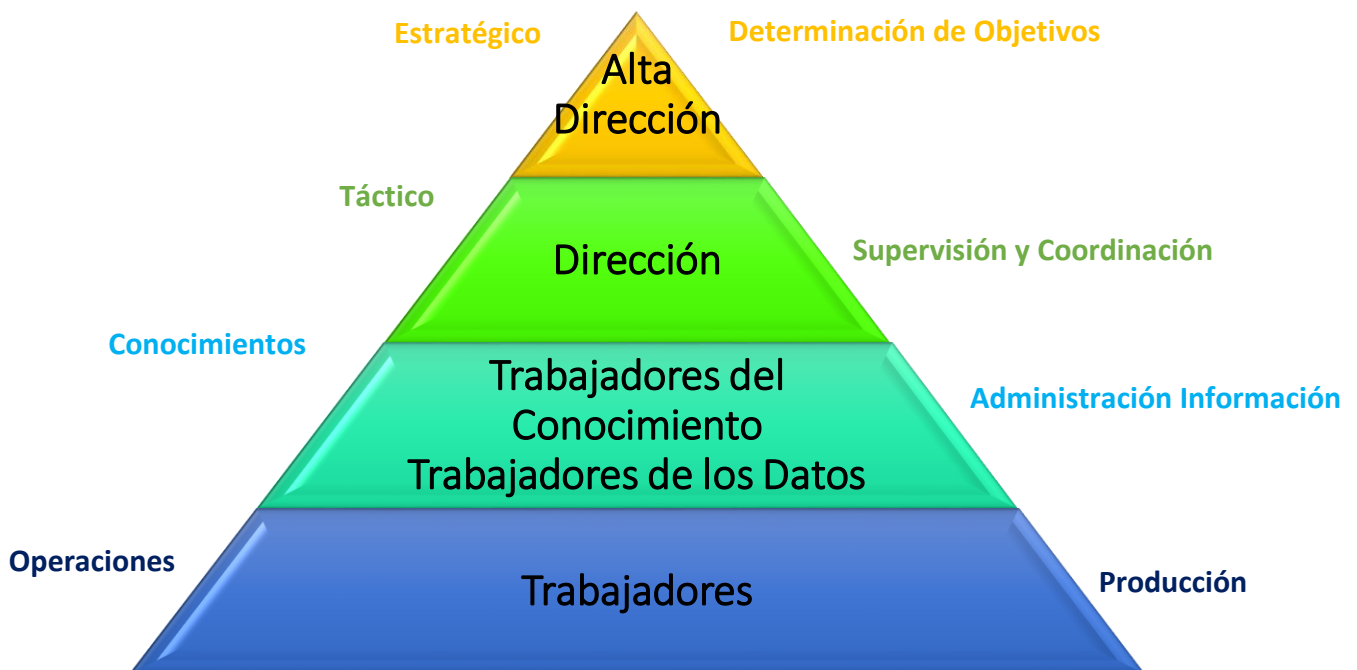 Estratégico
Determinación de Objetivos
Alta
Dirección
Táctico
Dirección
Supervisión y Coordinación
Conocimientos
Trabajadores del
Conocimiento
Trabajadores de los Datos
Administración Información
Operaciones
Trabajadores
Producción